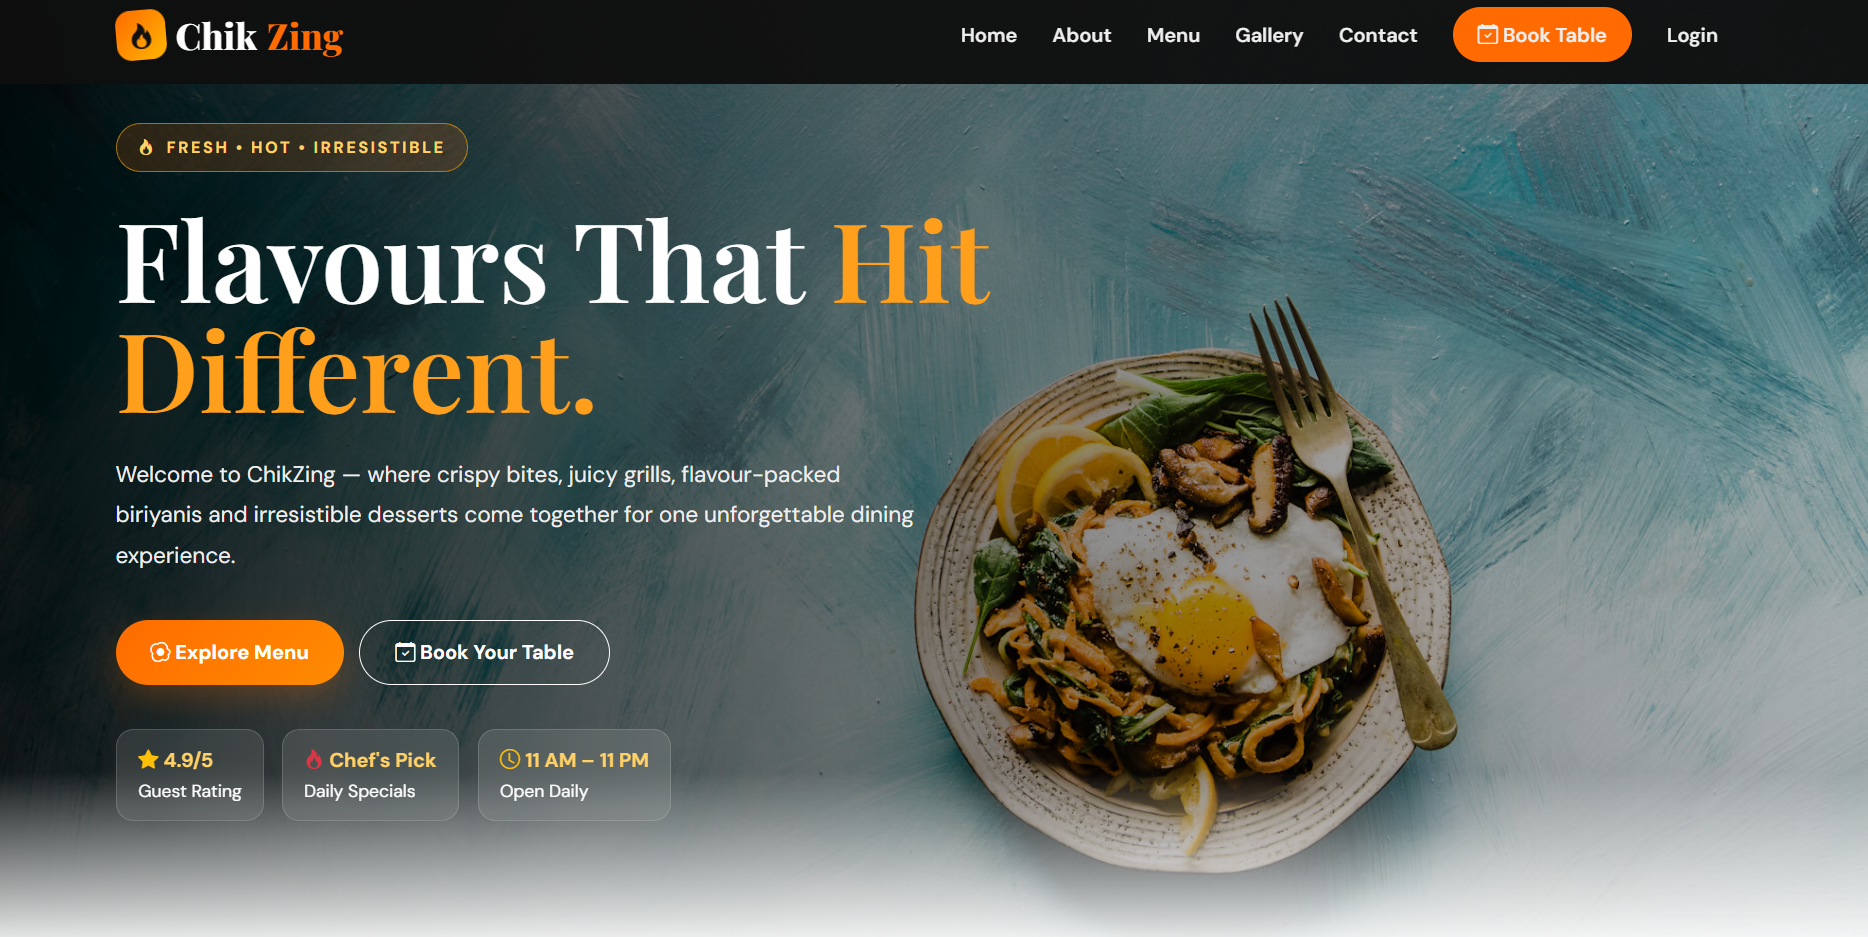 Chik Zing
Home About Menu Gallery Contact Book Table Login
FRESH • HOT • IRRESISTIBLE
Flavours That Hit
Different.
Welcome to ChikZing — where crispy bites, juicy grills, flavour-packed
biriyanis and irresistible desserts come together for one unforgettable dining
experience.
Explore Menu Book Your Table
4.9/5
Guest Rating
Chef's Pick
Daily Specials
11 AM – 11 PM
Open Daily